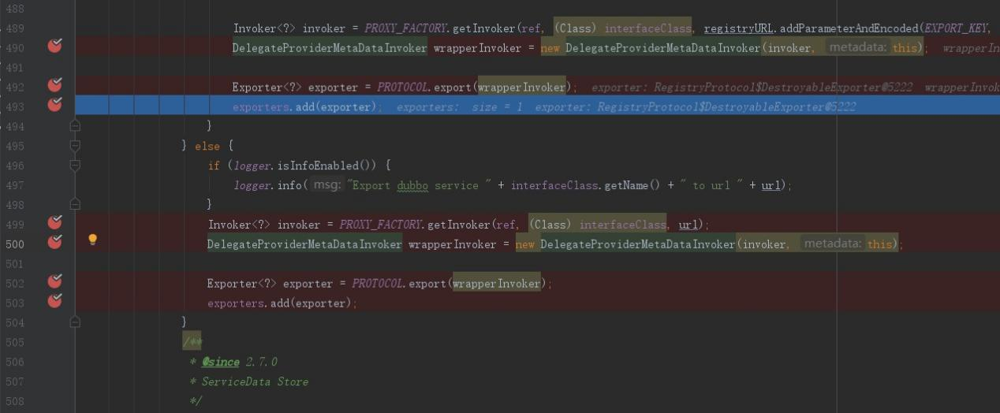 488
489 Invoker<?> invoker = PROXY_FACTORY.getInvoker(ref, (Class) interfaceClass, registryURL.addParameterAndEncoded(EXPORT_KEY,
490 DelegateProviderMetaDataInvoker wrapperInvoker = new DelegateProviderMetaDataInvoker(invoker, metadata: this); wrapperIn
491
492 Exporter<?> exporter = PROTOCOL.export(wrapperInvoker); exporter: RegistryProtocol$DestroyableExporter@5222 wrapperInvok
493 exporters.add(exporter); exporters: size = 1 exporter: RegistryProtocol$DestroyableExporter@5222
494 }
495 } else {
496 if (logger.isInfoEnabled()) {
497 logger.info( msg: "Export dubbo service " + interfaceClass.getName() + " to url " + url);
498 }
499 Invoker<?> invoker = PROXY_FACTORY.getInvoker(ref, (Class) interfaceClass, url);
500 DelegateProviderMetaDataInvoker wrapperInvoker = new DelegateProviderMetaDataInvoker(invoker, metadata: this);
501
502 Exporter<?> exporter = PROTOCOL.export(wrapperInvoker);
503 exporters.add(exporter);
504 }
505 /**
506 * @since 2.7.0
507 * ServiceData Store
508 */